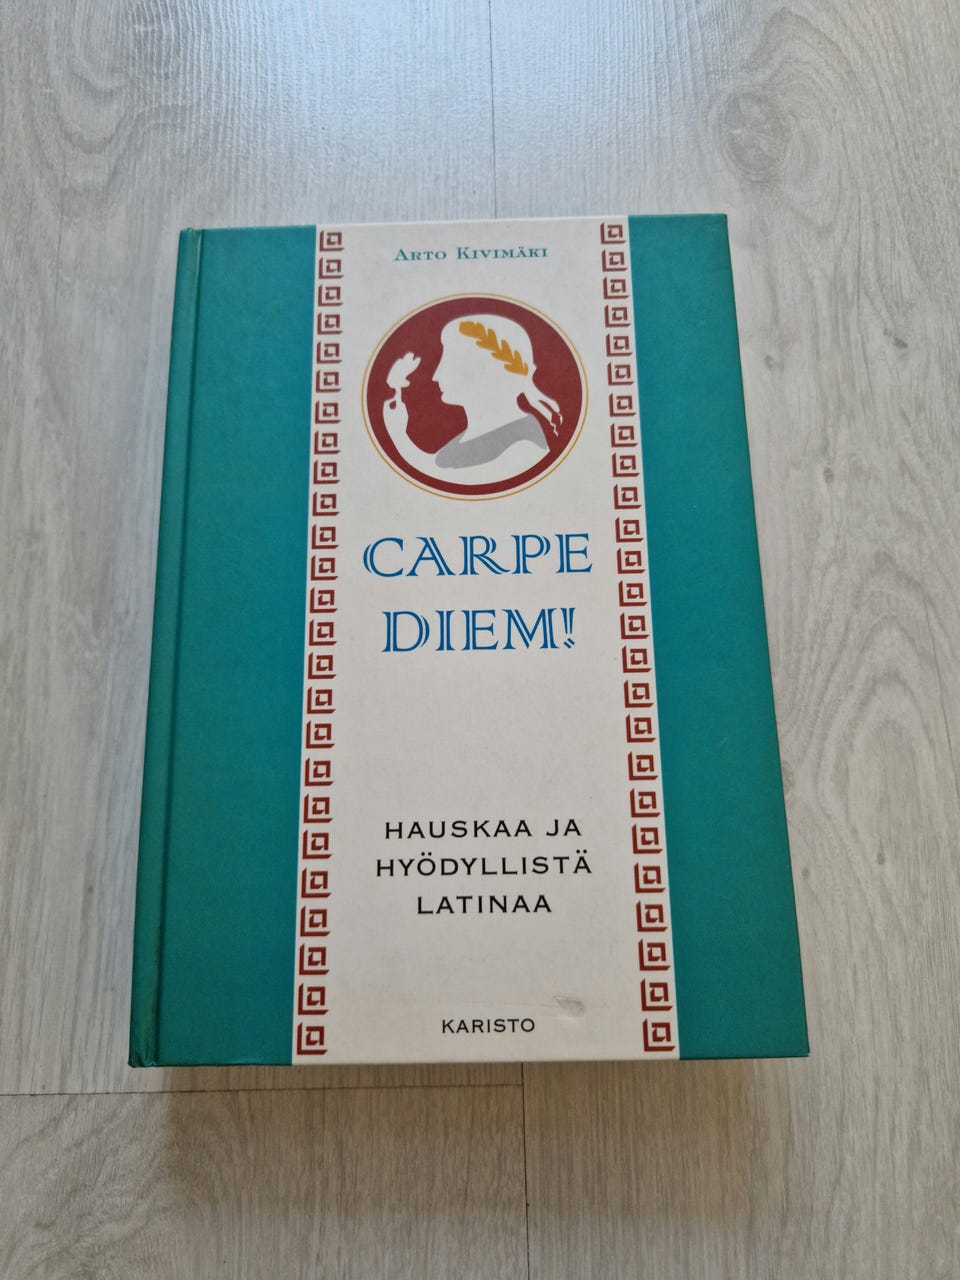 Arto Kivimäki
CARPE
DIEM!
HAUSKAA JA
HYÖDYLLISTÄ
LATINAA
KARISTO